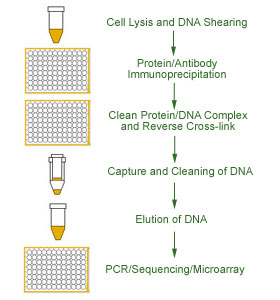 Cell Lysis and DNA Shearing
Protein/Antibody
Immunoprecipitation
Clean Protein/DNA Complex
and Reverse Cross-link
Capture and Cleaning of DNA
Elution of DNA
PCR/Sequencing/Microarray